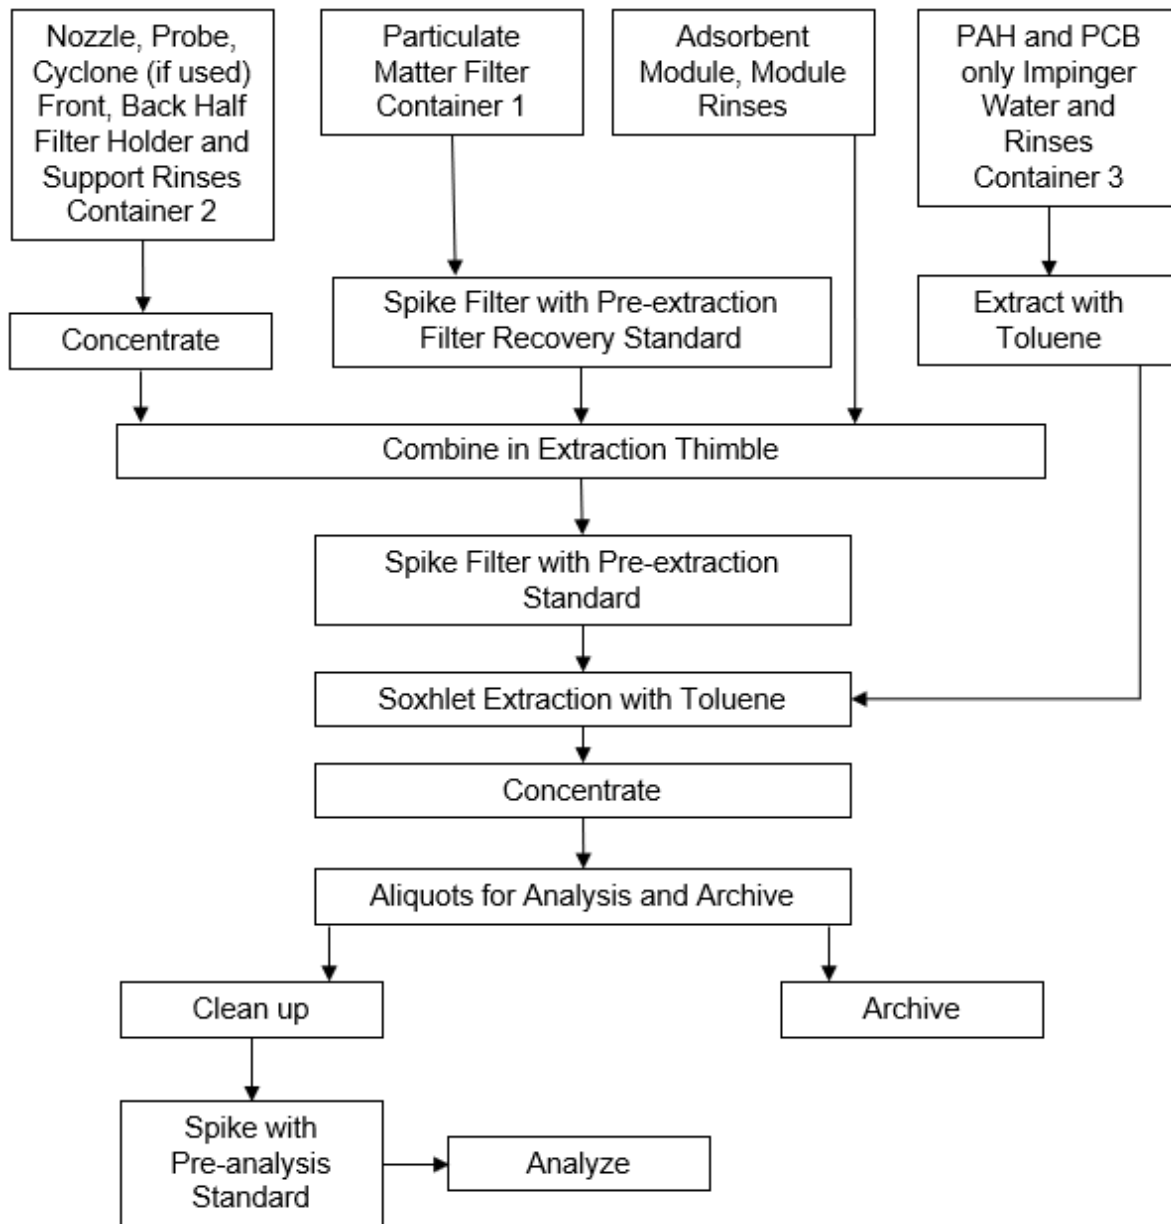 Nozzle, Probe,
Cyclone (if used)
Front, Back Half
Filter Holder and
Support Rinses
Container 2
Particulate
Matter Filter
Container 1
Adsorbent
Module, Module
Rinses
PAH and PCB
only Impinger
Water and
Rinses
Container 3
Concentrate
Spike Filter with Pre-extraction
Filter Recovery Standard
Extract with
Toluene
Combine in Extraction Thimble
Spike Filter with Pre-extraction
Standard
Soxhlet Extraction with Toluene
Concentrate
Aliquots for Analysis and Archive
Clean up
Archive
Spike with
Pre-analysis
Standard
Analyze